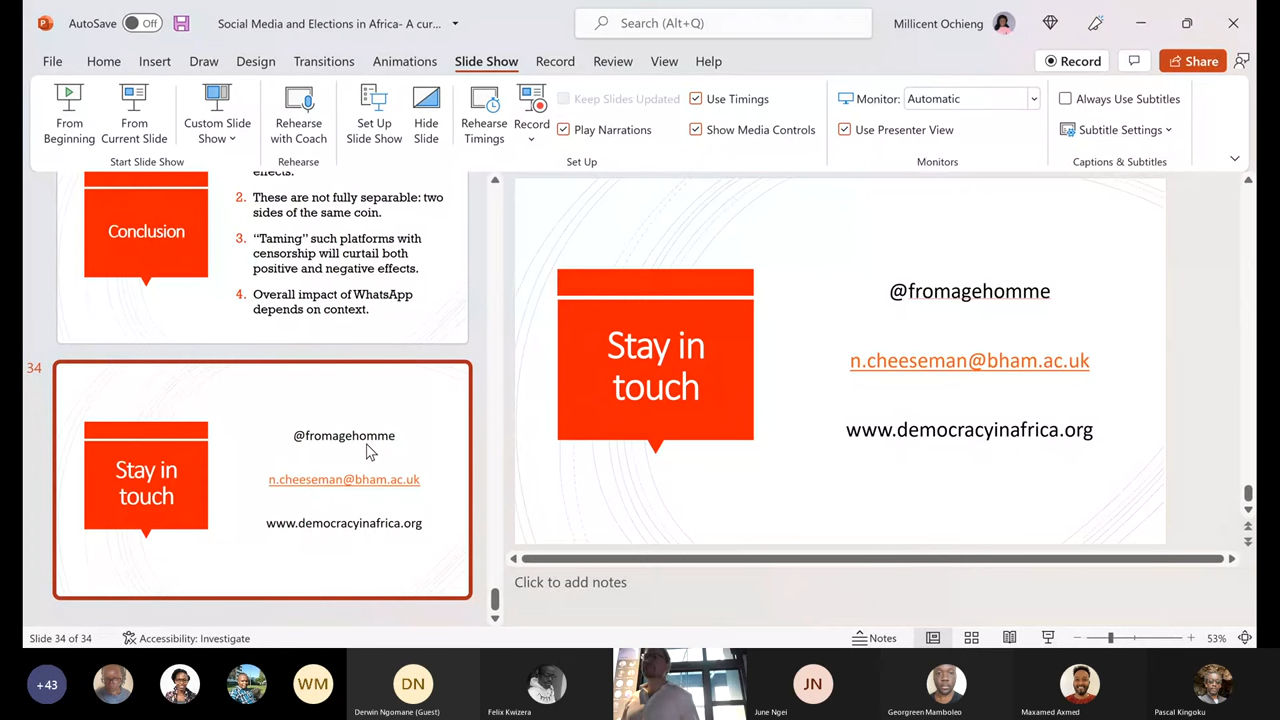 AutoSave Off Social Media and Elections in Africa- A cur... Search (Alt+Q) Millicent Ochieng
File Home Insert Draw Design Transitions Animations Slide Show Record Review View Help Record Share
From Beginning
From Current Slide
Custom Slide Show
Rehearse with Coach
Set Up Slide Show
Hide Slide
Rehearse Timings
Record
Keep Slides Updated
Use Timings
Play Narrations
Show Media Controls
Monitor: Automatic
Use Presenter View
Always Use Subtitles
Subtitle Settings
Start Slide Show Rehearse Set Up Monitors Captions & Subtitles
Conclusion
effects.
2. These are not fully separable: two
sides of the same coin.
3. “Taming” such platforms with
censorship will curtail both
positive and negative effects.
4. Overall impact of WhatsApp
depends on context.
34
Stay in
touch
@fromagehomme
n.cheeseman@bham.ac.uk
www.democracyinafrica.org
Stay in
touch
@fromagehomme
n.cheeseman@bham.ac.uk
www.democracyinafrica.org
Click to add notes
Slide 34 of 34 Accessibility: Investigate Notes 53%
+43
WM
DN
Derwin Ngomane (Guest)
Felix Kwizera
JN
June Ngei
Georgreen Mamboleo
Maxamed Axmed
Pascal Kingoku